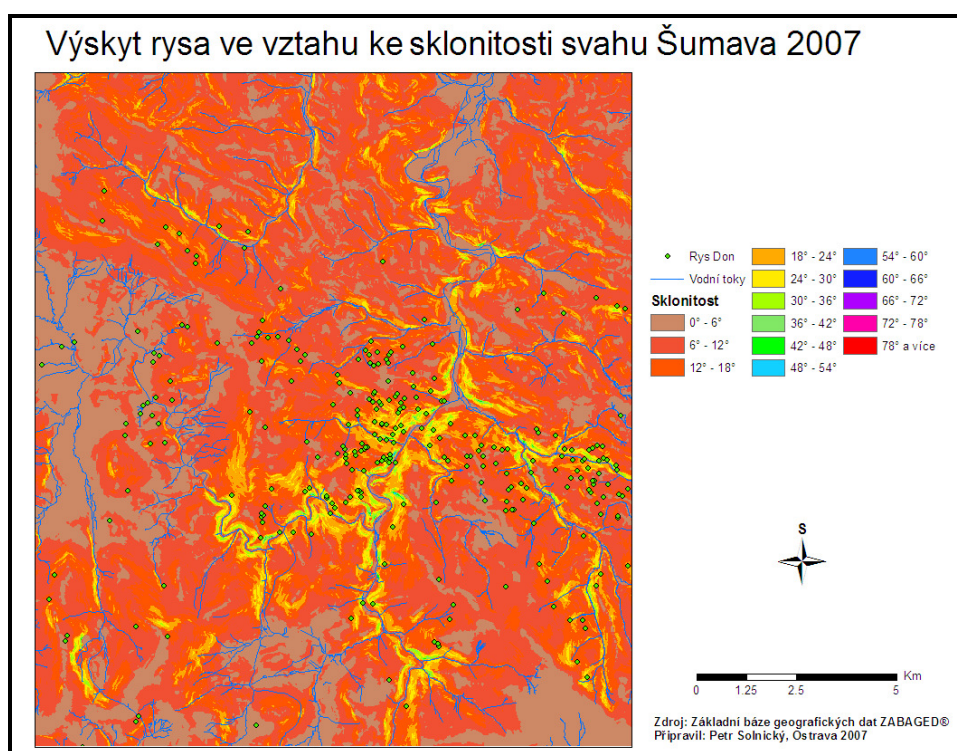 Výskyt rysa ve vztahu ke sklonitosti svahu Šumava 2007
Rys Don
Vodní toky
Sklonitost
0° - 6°
6° - 12°
12° - 18°
18° - 24°
24° - 30°
30° - 36°
36° - 42°
42° - 48°
48° - 54°
54° - 60°
60° - 66°
66° - 72°
72° - 78°
78° a více
S
Km
0 1.25 2.5 5
Zdroj: Základní báze geografických dat ZABAGED®
Připravil: Petr Solnický, Ostrava 2007